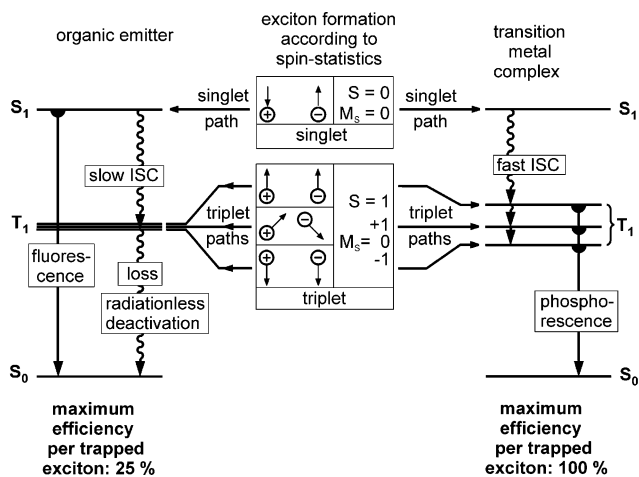 organic emitter
exciton formation
according to
spin-statistics
transition
metal
complex
S1
singlet
path
S = 0
Ms = 0
singlet
singlet
path
S1
slow ISC
fast ISC
T1
triplet
paths
S = 1
+1
Ms= 0
-1
triplet
triplet
paths
T1
fluores-
cence
loss
radiationless
deactivation
phospho-
rescence
S0
S0
maximum
efficiency
per trapped
exciton: 25 %
maximum
efficiency
per trapped
exciton: 100 %